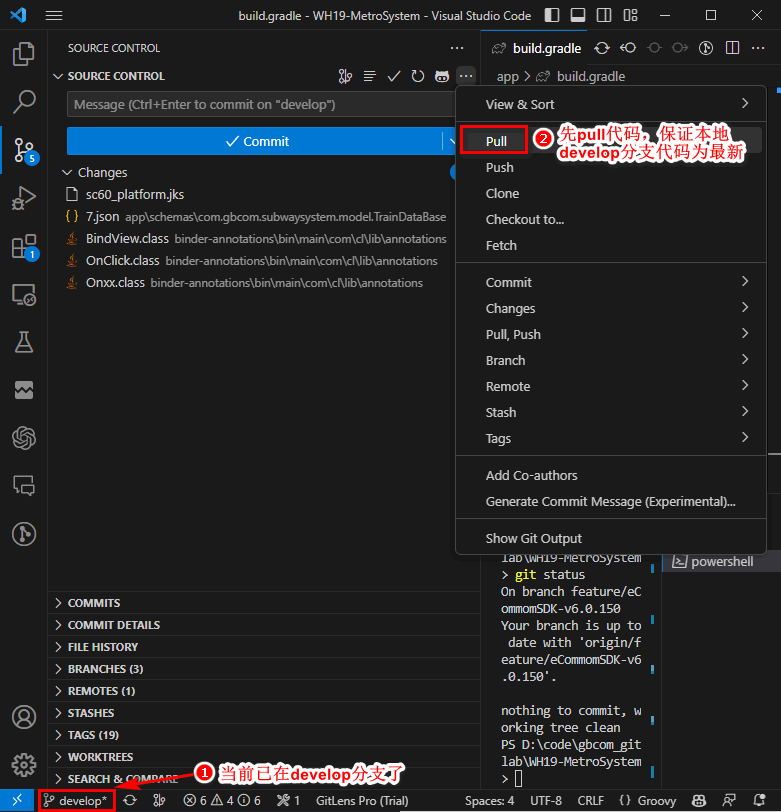 build.gradle - WH19-MetroSystem - Visual Studio Code
SOURCE CONTROL
SOURCE CONTROL
Message (Ctrl+Enter to commit on "develop")
Commit
Changes
sc60_platform.jks
7.json app\schemas\com.gbcom.subwaysystem.model.TrainDataBase
BindView.class binder-annotations\bin\main\com\cl\lib\annotations
OnClick.class binder-annotations\bin\main\com\cl\lib\annotations
Onxx.class binder-annotations\bin\main\com\cl\lib\annotations
5
1
build.gradle
app > build.gradle
View & Sort
Pull
2 先pull代码，保证本地
develop分支代码为最新
Push
Clone
Checkout to...
Fetch
Commit
Changes
Pull, Push
Branch
Remote
Stash
Tags
Add Co-authors
Generate Commit Message (Experimental)...
Show Git Output
COMMITS
COMMIT DETAILS
FILE HISTORY
BRANCHES (3)
REMOTES (1)
STASHES
TAGS (19)
WORKTREES
SEARCH & COMPARE
lab\WH19-MetroSystem
> git status
On branch feature/eC
ommomSDK-v6.0.150
Your branch is up to
date with 'origin/f
eature/eCommomSDK-v6
.0.150'.
nothing to commit, w
orking tree clean
PS D:\code\gbcom_git
lab\WH19-MetroSystem
>
powershell
1 当前已在develop分支了
develop* 6 4 6 1 GitLens Pro (Trial) Spaces: 4 UTF-8 CRLF { } Groovy